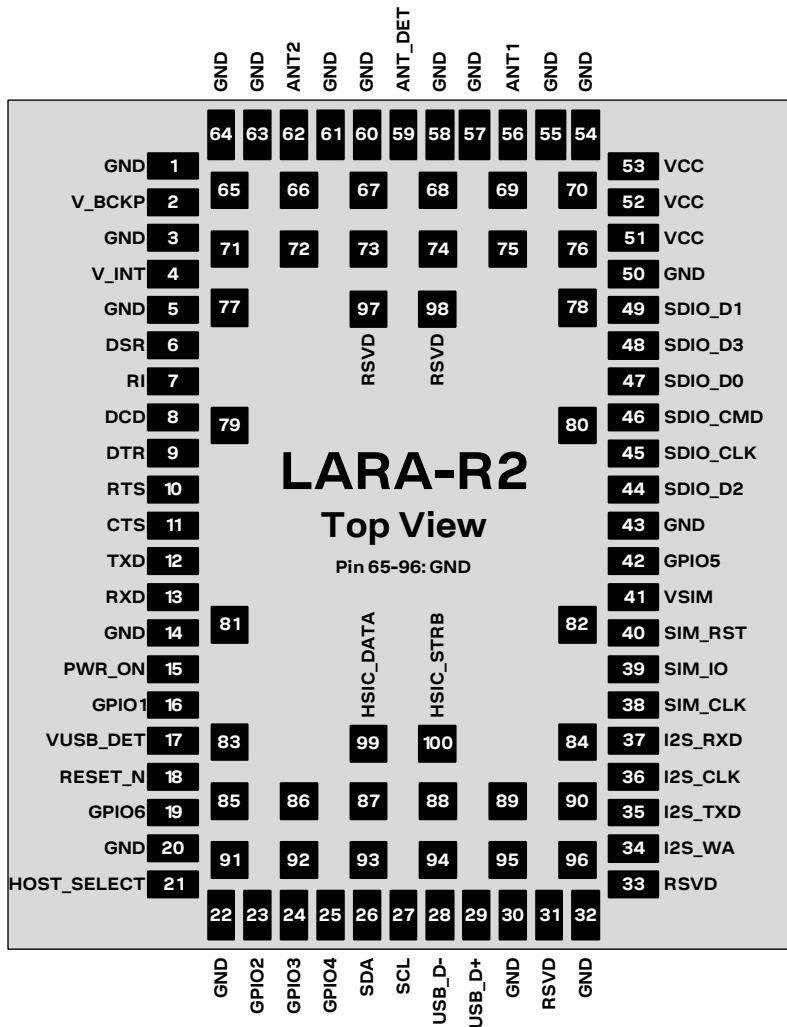 GND GND ANT2 GND GND ANT_DET GND GND ANT1 GND GND
64 63 62 61 60 59 58 57 56 55 54
GND 1 53 VCC
65 66 67 68 69 70
V_BCKP 2 52 VCC
GND 3 51 VCC
71 72 73 74 75 76
V_INT 4 50 GND
GND 5 77 97 98 78 49 SDIO_D1
RSVD RSVD
DSR 6 48 SDIO_D3
RI 7 47 SDIO_D0
DCD 8 79 80 46 SDIO_CMD
DTR 9 45 SDIO_CLK
LARA-R2
RTS 10 44 SDIO_D2
Top View
CTS 11 43 GND
TXD 12 Pin 65-96: GND 42 GPIO5
RXD 13 41 VSIM
GND 14 81 82 40 SIM_RST
HSIC_DATA HSIC_STRB
PWR_ON 15 39 SIM_IO
GPIO1 16 38 SIM_CLK
VUSB_DET 17 83 99 100 84 37 I2S_RXD
RESET_N 18 36 I2S_CLK
85 86 87 88 89 90
GPIO6 19 35 I2S_TXD
GND 20 34 I2S_WA
91 92 93 94 95 96
HOST_SELECT 21 33 RSVD
22 23 24 25 26 27 28 29 30 31 32
GND GPIO2 GPIO3 GPIO4 SDA SCL USB_D- USB_D+ GND RSVD GND